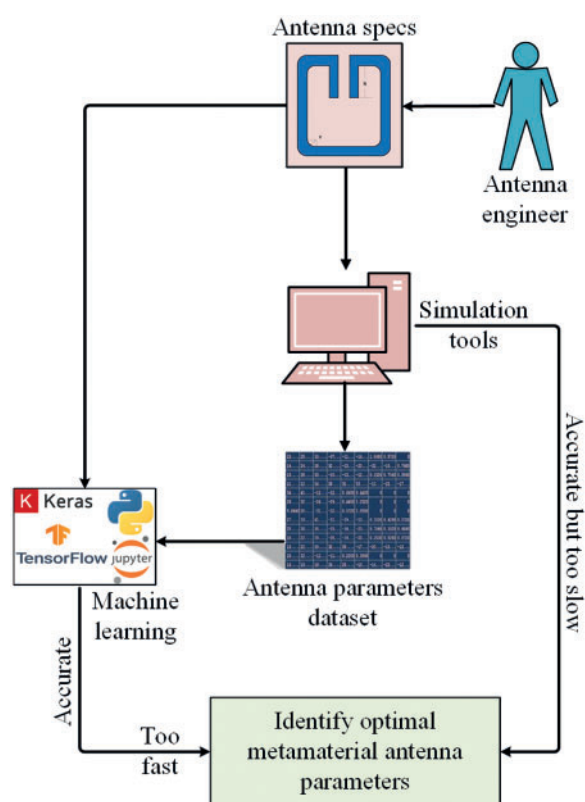 Antenna specs
Antenna
engineer
Simulation
tools
Accurate but too slow
K Keras
TensorFlow
jupyter
Machine
learning
Antenna parameters
dataset
Accurate
Too
fast
Identify optimal
metamaterial antenna
parameters